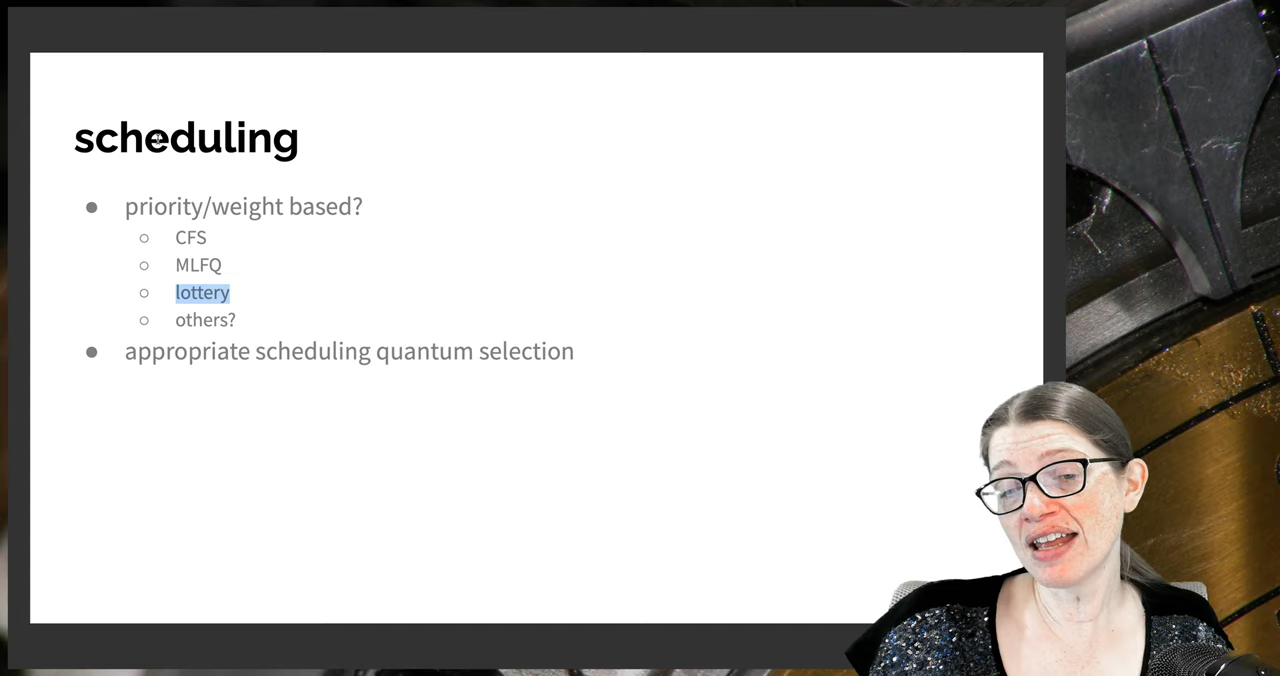 scheduling
● priority/weight based?
○ CFS
○ MLFQ
○ lottery
○ others?
● appropriate scheduling quantum selection